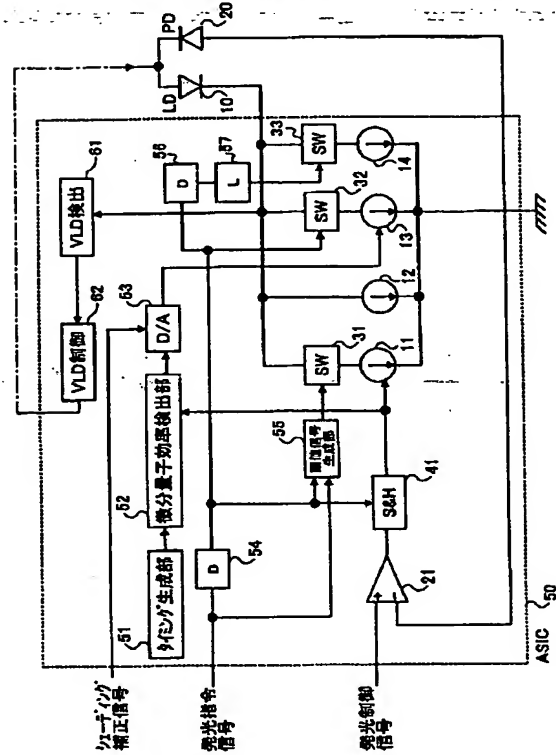 シェーディング
補正信号
発光指令
信号
発光制御
信号
タイミング生成部
51
微分量子効率検出部
52
D/A
53
VLD制御
62
VLD検出
61
D
54
画像信号
生成部
55
D
56
L
57
SW
31
SW
32
SW
33
11
12
13
14
S&H
41
21
LD
10
PD
20
ASIC
50